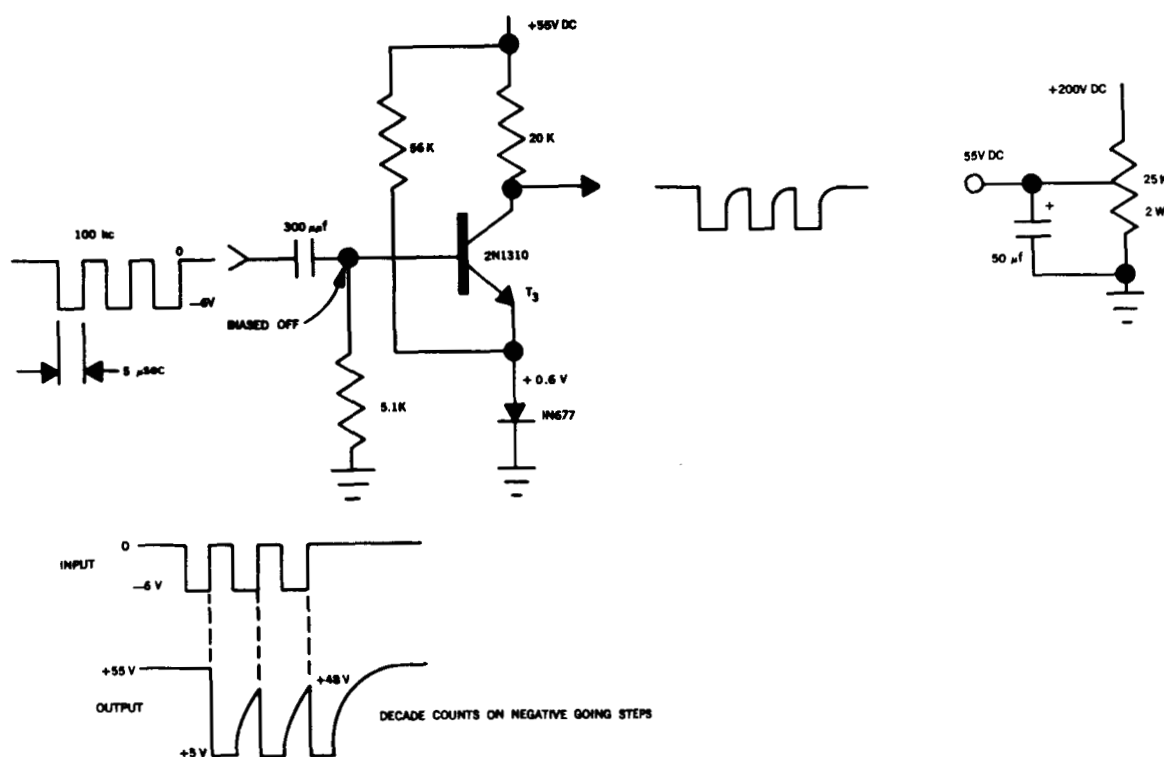 +55V DC
56 K
20 K
+200V DC
55V DC
25 K
2 W
+
50 μf
100 kc
0
−6V
300 μμf
2N1310
T3
BIASED OFF
5 μsec
+ 0.6 V
IN677
5.1K
INPUT
0
−6 V
+55 V
+48 V
OUTPUT
+5 V
DECADE COUNTS ON NEGATIVE GOING STEPS